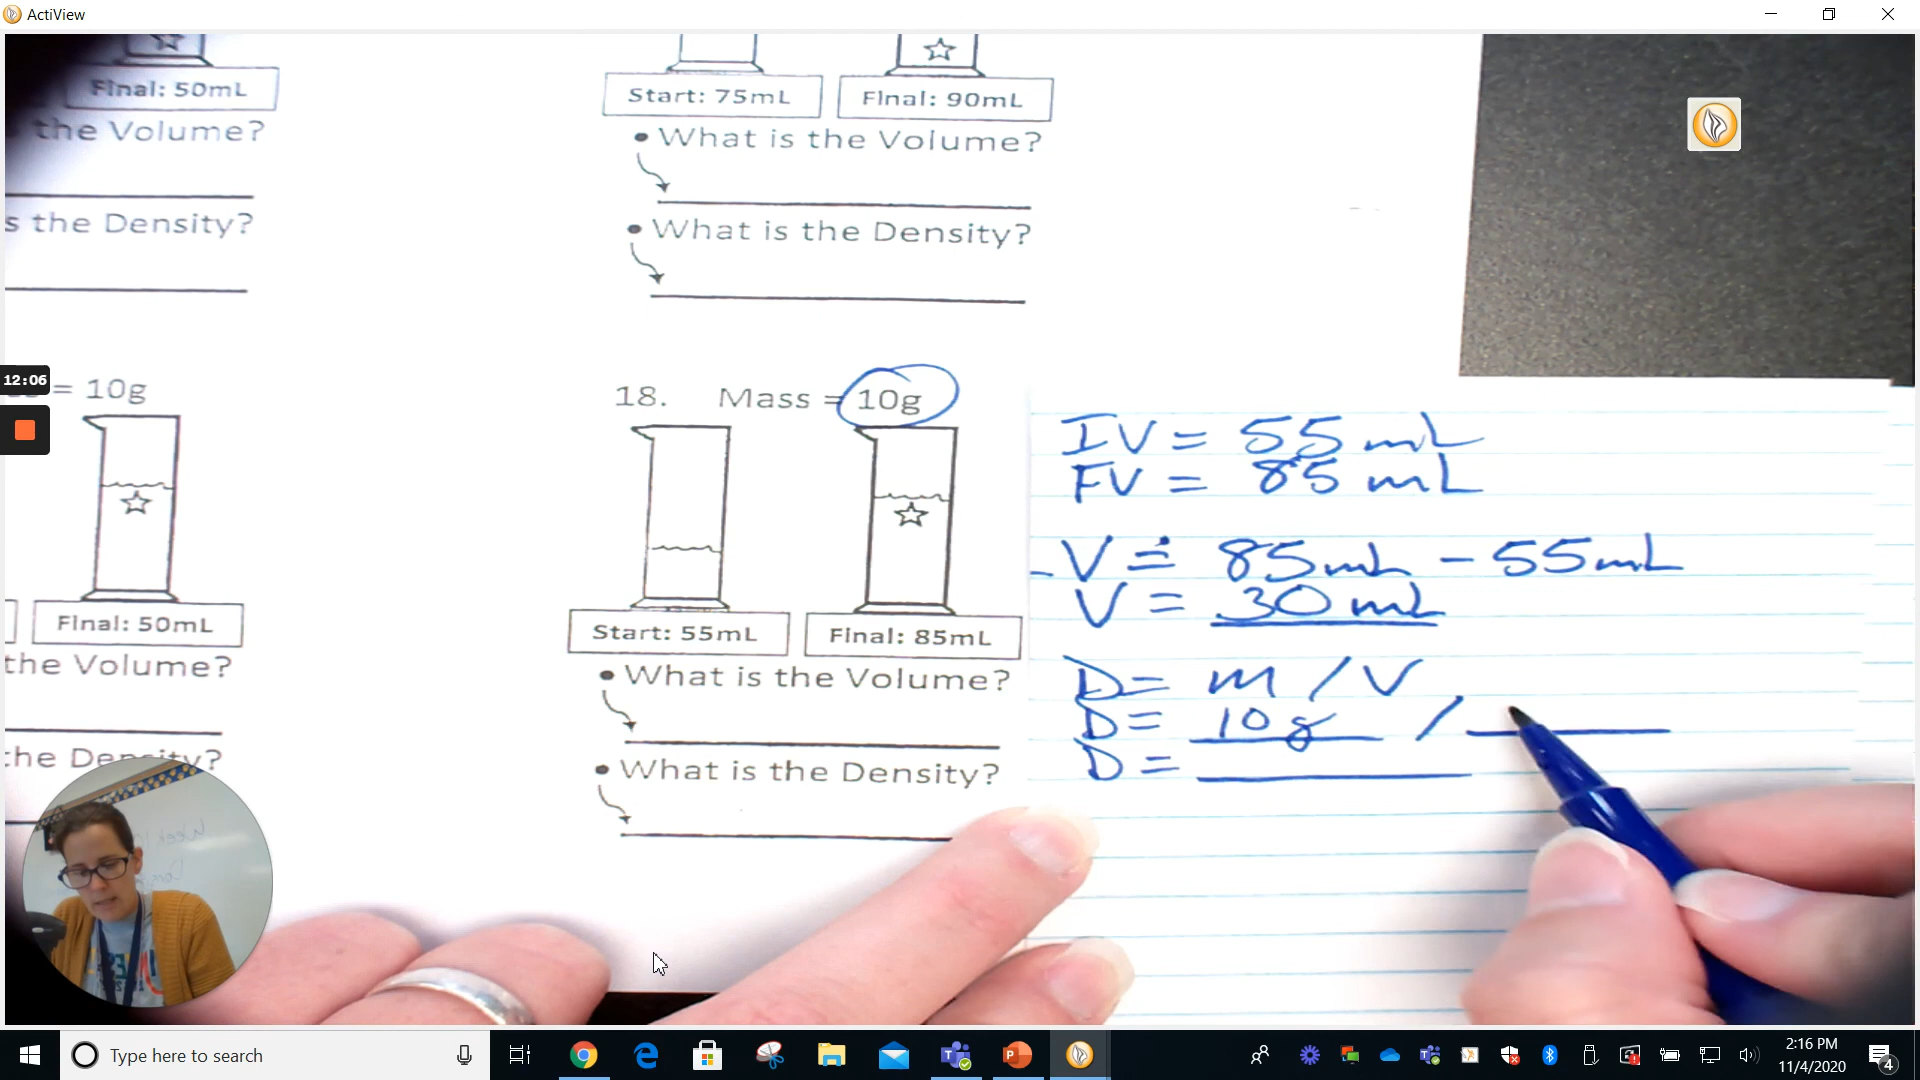 ActiView
Final: 50mL
the Volume?
s the Density?
Start: 75mL
Final: 90mL
What is the Volume?
What is the Density?
12:06
= 10g
Final: 50mL
the Volume?
the Density?
18. Mass = 10g
Start: 55mL
Final: 85mL
What is the Volume?
What is the Density?
IV = 55 mL
FV = 85 mL
V = 85mL - 55mL
V = 30 mL
D = m / V
D = 10g /
D =
Type here to search
2:16 PM
11/4/2020
4